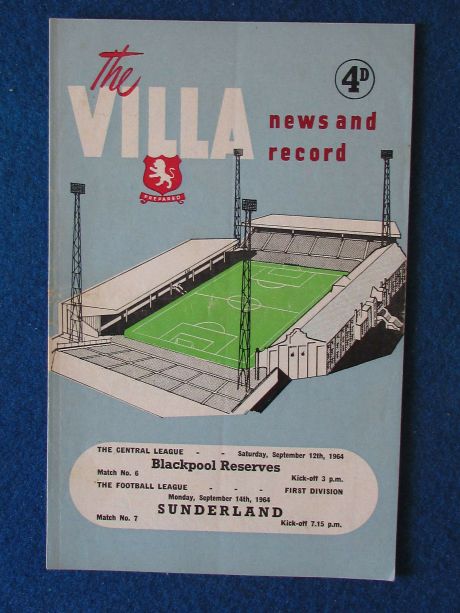 The
4D
VILLA
news and
record
PREPARED
THE CENTRAL LEAGUE - - Saturday, September 12th, 1964
Blackpool Reserves
Match No. 6 Kick-off 3 p.m.
THE FOOTBALL LEAGUE - - - FIRST DIVISION
Monday, September 14th, 1964
SUNDERLAND
Match No. 7 Kick-off 7.15 p.m.